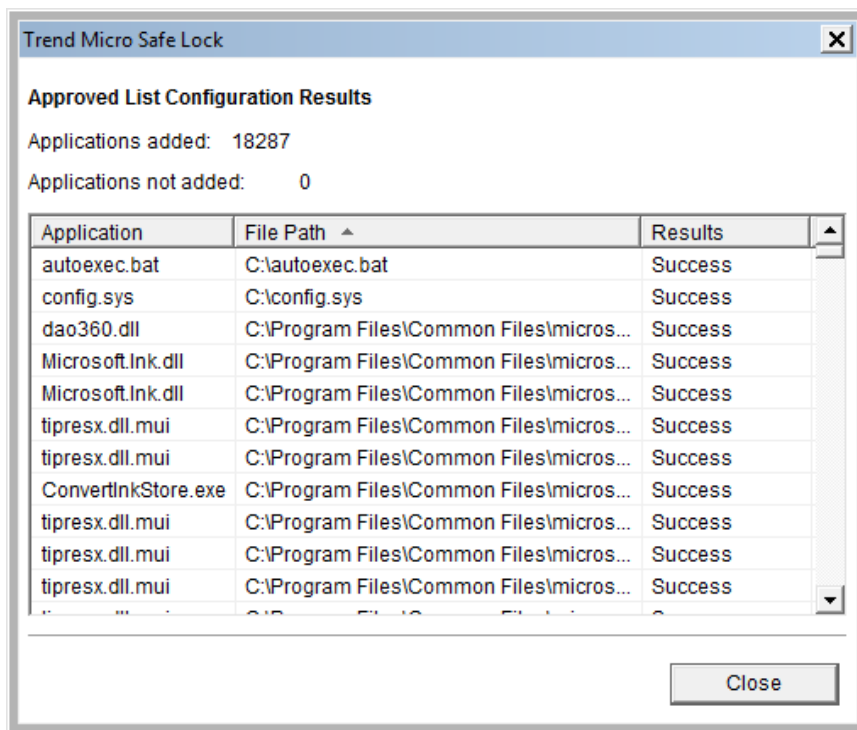 Trend Micro Safe Lock
Approved List Configuration Results
Applications added: 18287
Applications not added: 0
Application File Path Results
autoexec.bat C:\autoexec.bat Success
config.sys C:\config.sys Success
dao360.dll C:\Program Files\Common Files\micros... Success
Microsoft.Ink.dll C:\Program Files\Common Files\micros... Success
Microsoft.Ink.dll C:\Program Files\Common Files\micros... Success
tipresx.dll.mui C:\Program Files\Common Files\micros... Success
tipresx.dll.mui C:\Program Files\Common Files\micros... Success
ConvertInkStore.exe C:\Program Files\Common Files\micros... Success
tipresx.dll.mui C:\Program Files\Common Files\micros... Success
tipresx.dll.mui C:\Program Files\Common Files\micros... Success
tipresx.dll.mui C:\Program Files\Common Files\micros... Success
Close